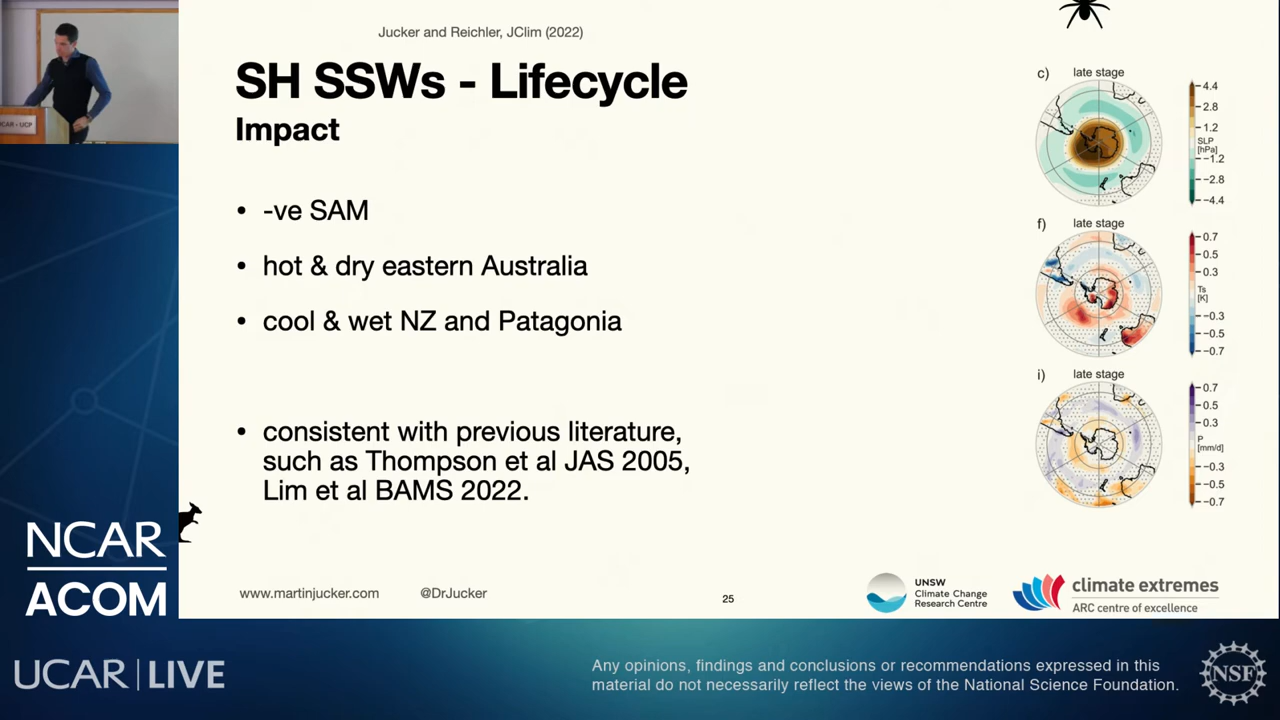 Jucker and Reichler, JClim (2022)
SH SSWs - Lifecycle
Impact
• -ve SAM
• hot & dry eastern Australia
• cool & wet NZ and Patagonia
• consistent with previous literature,
such as Thompson et al JAS 2005,
Lim et al BAMS 2022.
c) late stage
4.4
2.8
1.2
SLP
[hPa]
−1.2
−2.8
−4.4
f) late stage
0.7
0.5
0.3
Ts
[K]
−0.3
−0.5
−0.7
i) late stage
0.7
0.5
0.3
P
[mm/d]
−0.3
−0.5
−0.7
www.martinjucker.com @DrJucker
25
UNSW
Climate Change
Research Centre
climate extremes
ARC centre of excellence
NCAR - UCP
NCAR
ACOM
UCAR | LIVE
Any opinions, findings and conclusions or recommendations expressed in this
material do not necessarily reflect the views of the National Science Foundation.
NSF